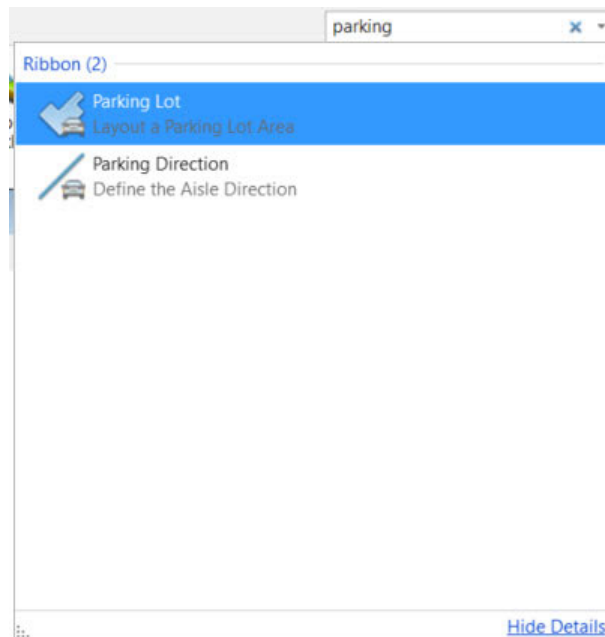 parking
Ribbon (2)
Parking Lot
Layout a Parking Lot Area
Parking Direction
Define the Aisle Direction
Hide Details